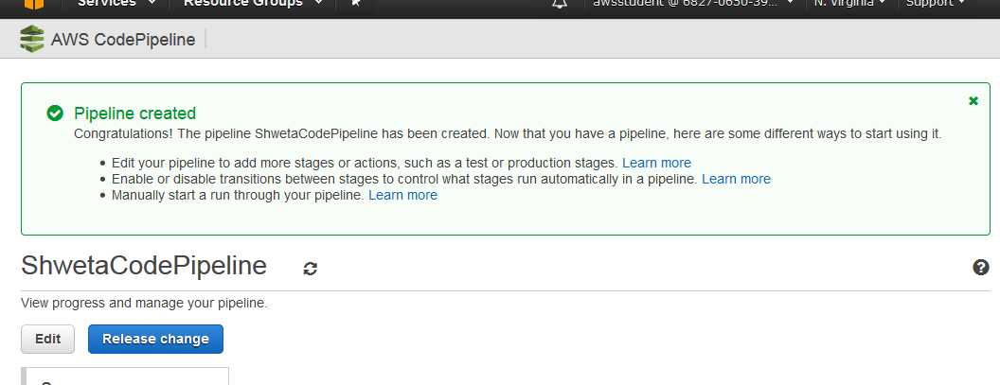 Services Resource Groups awsstudent @ 6827-0650-39... N. Virginia Support
AWS CodePipeline
Pipeline created
Congratulations! The pipeline ShwetaCodePipeline has been created. Now that you have a pipeline, here are some different ways to start using it.
Edit your pipeline to add more stages or actions, such as a test or production stages. Learn more
Enable or disable transitions between stages to control what stages run automatically in a pipeline. Learn more
Manually start a run through your pipeline. Learn more
ShwetaCodePipeline
View progress and manage your pipeline.
Edit Release change